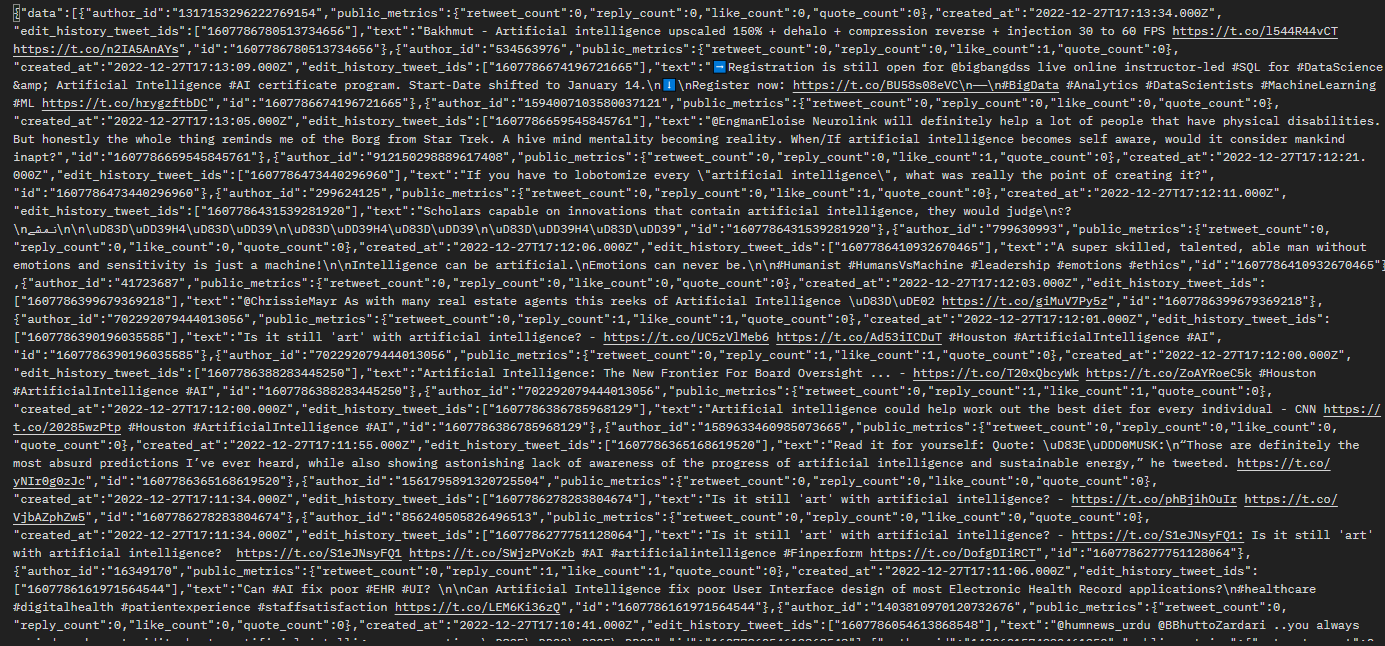 {"data":[{"author_id":"1317153296222769154","public_metrics":{"retweet_count":0,"reply_count":0,"like_count":0,"quote_count":0},"created_at":"2022-12-27T17:13:34.000Z",
"edit_history_tweet_ids":["1607786780513734656"],"text":"Bakhmut - Artificial intelligence upscaled 150% + dehalo + compression reverse + injection 30 to 60 FPS https://t.co/l544R44vCT
https://t.co/n2IA5AnAYs","id":"1607786780513734656"},{"author_id":"534563976","public_metrics":{"retweet_count":0,"reply_count":0,"like_count":1,"quote_count":0},
"created_at":"2022-12-27T17:13:09.000Z","edit_history_tweet_ids":["1607786674196721665"],"text":"➡️Registration is still open for @bigbangdss live online instructor-led #SQL for #DataScience
&amp; Artificial Intelligence #AI certificate program. Start-Date shifted to January 14.\n⬇️\nRegister now: https://t.co/BU58s08eVC\n——\n#BigData #Analytics #DataScientists #MachineLearning
#ML https://t.co/hrygzftbDC","id":"1607786674196721665"},{"author_id":"1594007103580037121","public_metrics":{"retweet_count":0,"reply_count":0,"like_count":0,"quote_count":0},
"created_at":"2022-12-27T17:13:05.000Z","edit_history_tweet_ids":["1607786659545845761"],"text":"@EngmanEloise Neurolink will definitely help a lot of people that have physical disabilities.
But honestly the whole thing reminds me of the Borg from Star Trek. A hive mind mentality becoming reality. When/If artificial intelligence becomes self aware, would it consider mankind
inapt?","id":"1607786659545845761"},{"author_id":"912150298889617408","public_metrics":{"retweet_count":0,"reply_count":0,"like_count":1,"quote_count":0},"created_at":"2022-12-27T17:12:21.
000Z","edit_history_tweet_ids":["1607786473440296960"],"text":"If you have to lobotomize every \"artificial intelligence\", what was really the point of creating it?",
"id":"1607786473440296960"},{"author_id":"299624125","public_metrics":{"retweet_count":0,"reply_count":0,"like_count":1,"quote_count":0},"created_at":"2022-12-27T17:12:11.000Z",
"edit_history_tweet_ids":["1607786431539281920"],"text":"Scholars capable on innovations that contain artificial intelligence, they would judge\n؟?
\n\n\n\uD83D\uDD39H4\uD83D\uDD39\n\uD83D\uDD39H4\uD83D\uDD39\n\uD83D\uDD39H4\uD83D\uDD39","id":"1607786431539281920"},{"author_id":"799630993","public_metrics":{"retweet_count":0,
"reply_count":0,"like_count":0,"quote_count":0},"created_at":"2022-12-27T17:12:06.000Z","edit_history_tweet_ids":["1607786410932670465"],"text":"A super skilled, talented, able man without
emotions and sensitivity is just a machine!\n\nIntelligence can be artificial.\nEmotions can never be.\n\n#Humanist #HumansVsMachine #leadership #emotions #ethics","id":"1607786410932670465"}
,{"author_id":"41723687","public_metrics":{"retweet_count":0,"reply_count":0,"like_count":0,"quote_count":0},"created_at":"2022-12-27T17:12:03.000Z","edit_history_tweet_ids":
["1607786399679369218"],"text":"@ChrissieMayr As with many real estate agents this reeks of Artificial Intelligence \uD83D\uDE02 https://t.co/giMuV7Py5z","id":"1607786399679369218"},
{"author_id":"702292079444013056","public_metrics":{"retweet_count":0,"reply_count":1,"like_count":1,"quote_count":0},"created_at":"2022-12-27T17:12:01.000Z","edit_history_tweet_ids":
["1607786390196035585"],"text":"Is it still 'art' with artificial intelligence? - https://t.co/UC5zVlMeb6 https://t.co/Ad53iICDuT #Houston #ArtificialIntelligence #AI",
"id":"1607786390196035585"},{"author_id":"702292079444013056","public_metrics":{"retweet_count":0,"reply_count":1,"like_count":1,"quote_count":0},"created_at":"2022-12-27T17:12:00.000Z",
"edit_history_tweet_ids":["1607786388283445250"],"text":"Artificial Intelligence: The New Frontier For Board Oversight ... - https://t.co/T20xQbcyWk https://t.co/ZoAYRoeC5k #Houston
#ArtificialIntelligence #AI","id":"1607786388283445250"},{"author_id":"702292079444013056","public_metrics":{"retweet_count":0,"reply_count":1,"like_count":1,"quote_count":0},
"created_at":"2022-12-27T17:12:00.000Z","edit_history_tweet_ids":["1607786386785968129"],"text":"Artificial intelligence could help work out the best diet for every individual - CNN https://
t.co/20285wzPtp #Houston #ArtificialIntelligence #AI","id":"1607786386785968129"},{"author_id":"1589633460985073665","public_metrics":{"retweet_count":0,"reply_count":0,"like_count":0,
"quote_count":0},"created_at":"2022-12-27T17:11:55.000Z","edit_history_tweet_ids":["1607786365168619520"],"text":"Read it for yourself: Quote: \uD83E\uDDD0MUSK:\n“Those are definitely the
most absurd predictions I’ve ever heard, while also showing astonishing lack of awareness of the progress of artificial intelligence and sustainable energy,” he tweeted. https://t.co/
yNIr0g0zJc","id":"1607786365168619520"},{"author_id":"1561795891320725504","public_metrics":{"retweet_count":0,"reply_count":0,"like_count":0,"quote_count":0},
"created_at":"2022-12-27T17:11:34.000Z","edit_history_tweet_ids":["1607786278283804674"],"text":"Is it still 'art' with artificial intelligence? - https://t.co/phBjihOuIr https://t.co/
VjbAZphZw5","id":"1607786278283804674"},{"author_id":"856240505826496513","public_metrics":{"retweet_count":0,"reply_count":0,"like_count":0,"quote_count":0},
"created_at":"2022-12-27T17:11:34.000Z","edit_history_tweet_ids":["1607786277751128064"],"text":"Is it still 'art' with artificial intelligence? - https://t.co/S1eJNsyFQ1: Is it still 'art'
with artificial intelligence?  https://t.co/S1eJNsyFQ1 https://t.co/SWjzPVoKzb #AI #artificialintelligence #Finperform https://t.co/DofgDIiRCT","id":"1607786277751128064"},
{"author_id":"16349170","public_metrics":{"retweet_count":0,"reply_count":1,"like_count":1,"quote_count":0},"created_at":"2022-12-27T17:11:06.000Z","edit_history_tweet_ids":
["1607786161971564544"],"text":"Can #AI fix poor #EHR #UI? \n\nCan Artificial Intelligence fix poor User Interface design of most Electronic Health Record applications?\n#healthcare
#digitalhealth #patientexperience #staffsatisfaction https://t.co/LEM6Ki36zQ","id":"1607786161971564544"},{"author_id":"1403810970120732676","public_metrics":{"retweet_count":0,
"reply_count":0,"like_count":0,"quote_count":0},"created_at":"2022-12-27T17:10:41.000Z","edit_history_tweet_ids":["1607786054613868548"],"text":"@humnews_urdu @BBhuttoZardari ..you always